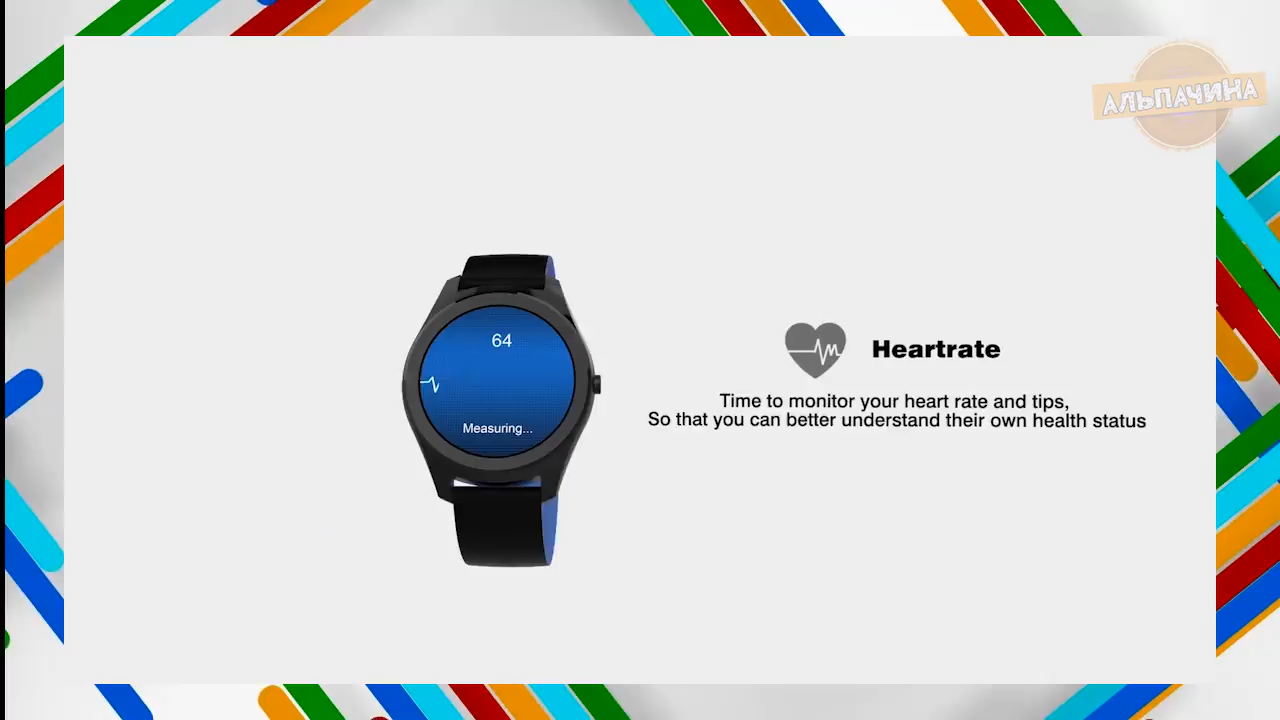 АЛЬПАЧИНА
64
Measuring...
Heartrate
Time to monitor your heart rate and tips,
So that you can better understand their own health status